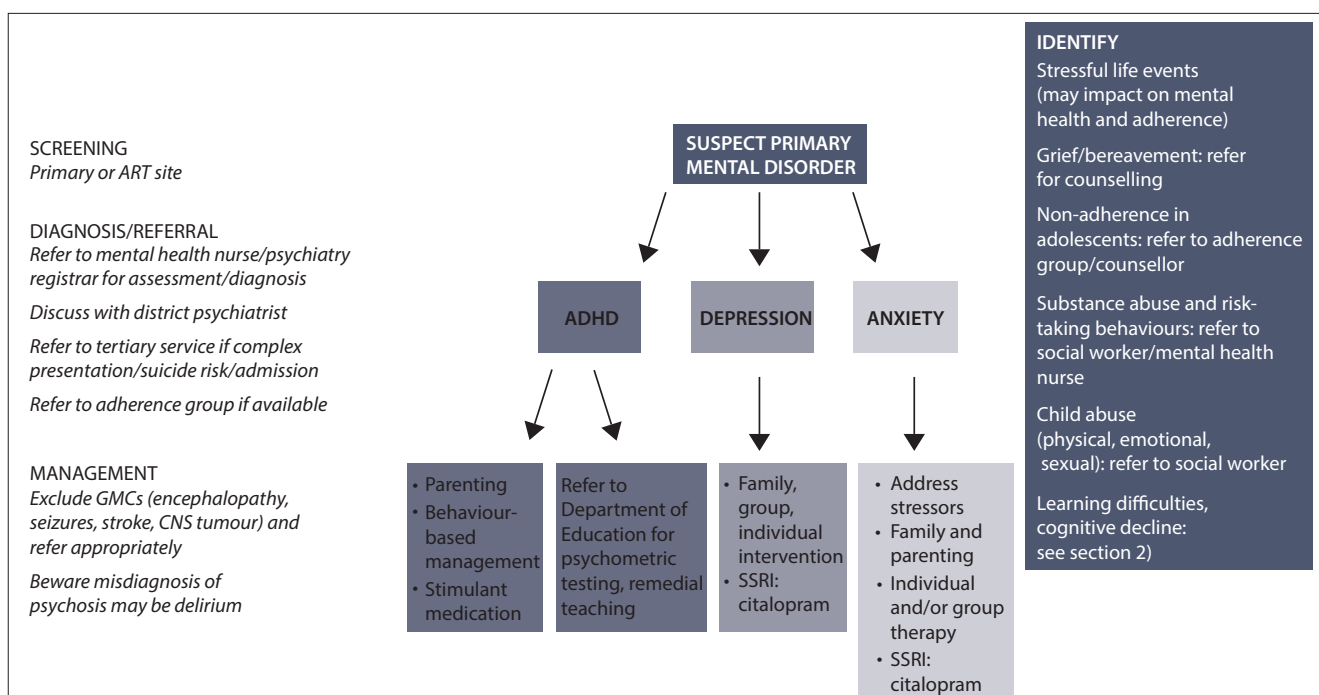 SCREENING
Primary or ART site
DIAGNOSIS/REFERRAL
Refer to mental health nurse/psychiatry
registrar for assessment/diagnosis
Discuss with district psychiatrist
Refer to tertiary service if complex
presentation/suicide risk/admission
Refer to adherence group if available
MANAGEMENT
Exclude GMCs (encephalopathy,
seizures, stroke, CNS tumour) and
refer appropriately
Beware misdiagnosis of
psychosis may be delirium
SUSPECT PRIMARY
MENTAL DISORDER
ADHD
DEPRESSION
ANXIETY
• Parenting
• Behaviour-
based
management
• Stimulant
medication
Refer to
Department of
Education for
psychometric
testing, remedial
teaching
• Family,
group,
individual
intervention
• SSRI:
citalopram
• Address
stressors
• Family and
parenting
• Individual
and/or group
therapy
• SSRI:
citalopram
IDENTIFY
Stressful life events
(may impact on mental
health and adherence)
Grief/bereavement: refer
for counselling
Non-adherence in
adolescents: refer to adherence
group/counsellor
Substance abuse and risk-
taking behaviours: refer to
social worker/mental health
nurse
Child abuse
(physical, emotional,
sexual): refer to social worker
Learning difficulties,
cognitive decline:
see section 2)